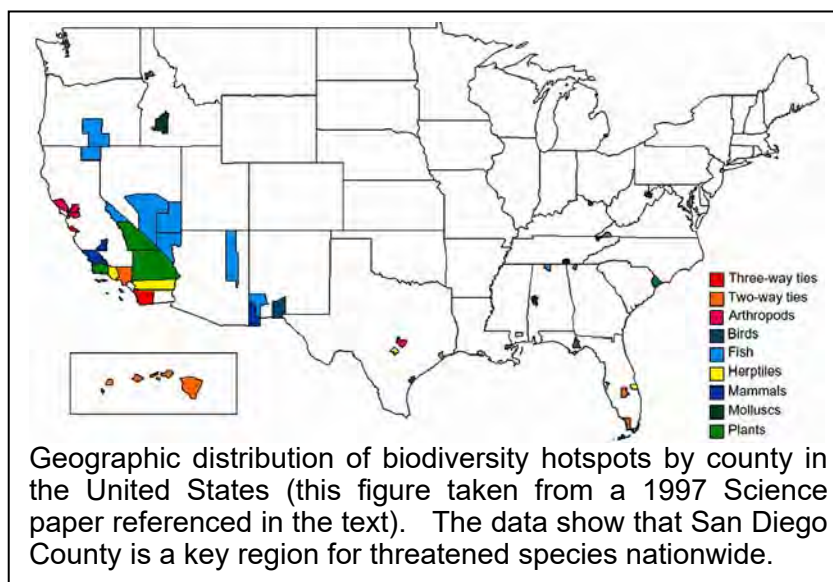 Three-way ties
Two-way ties
Arthropods
Birds
Fish
Herptiles
Mammals
Molluscs
Plants
Geographic distribution of biodiversity hotspots by county in
the United States (this figure taken from a 1997 Science
paper referenced in the text). The data show that San Diego
County is a key region for threatened species nationwide.